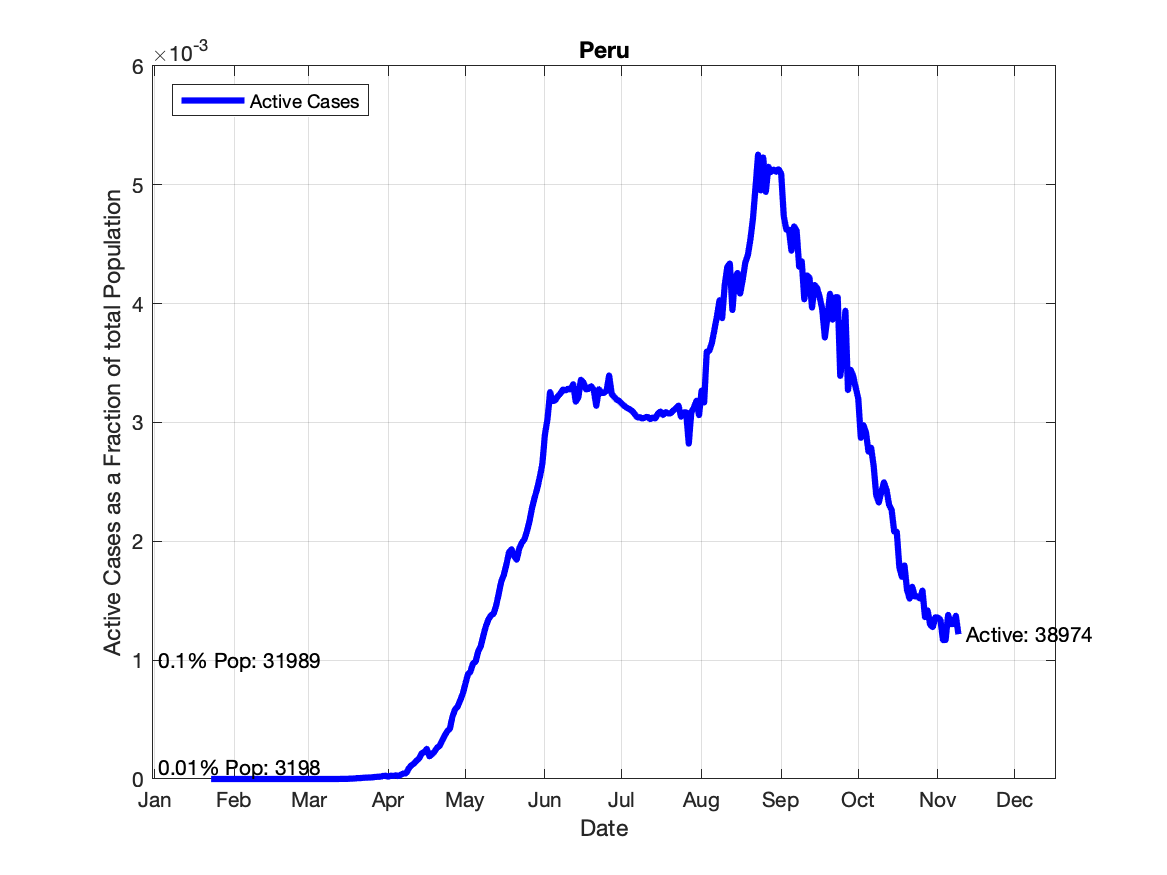 Peru
×10-3
Active Cases
6
5
4
3
2
1
0
Active Cases as a Fraction of total Population
0.1% Pop: 31989
0.01% Pop: 3198
Active: 38974
Jan Feb Mar Apr May Jun Jul Aug Sep Oct Nov Dec
Date